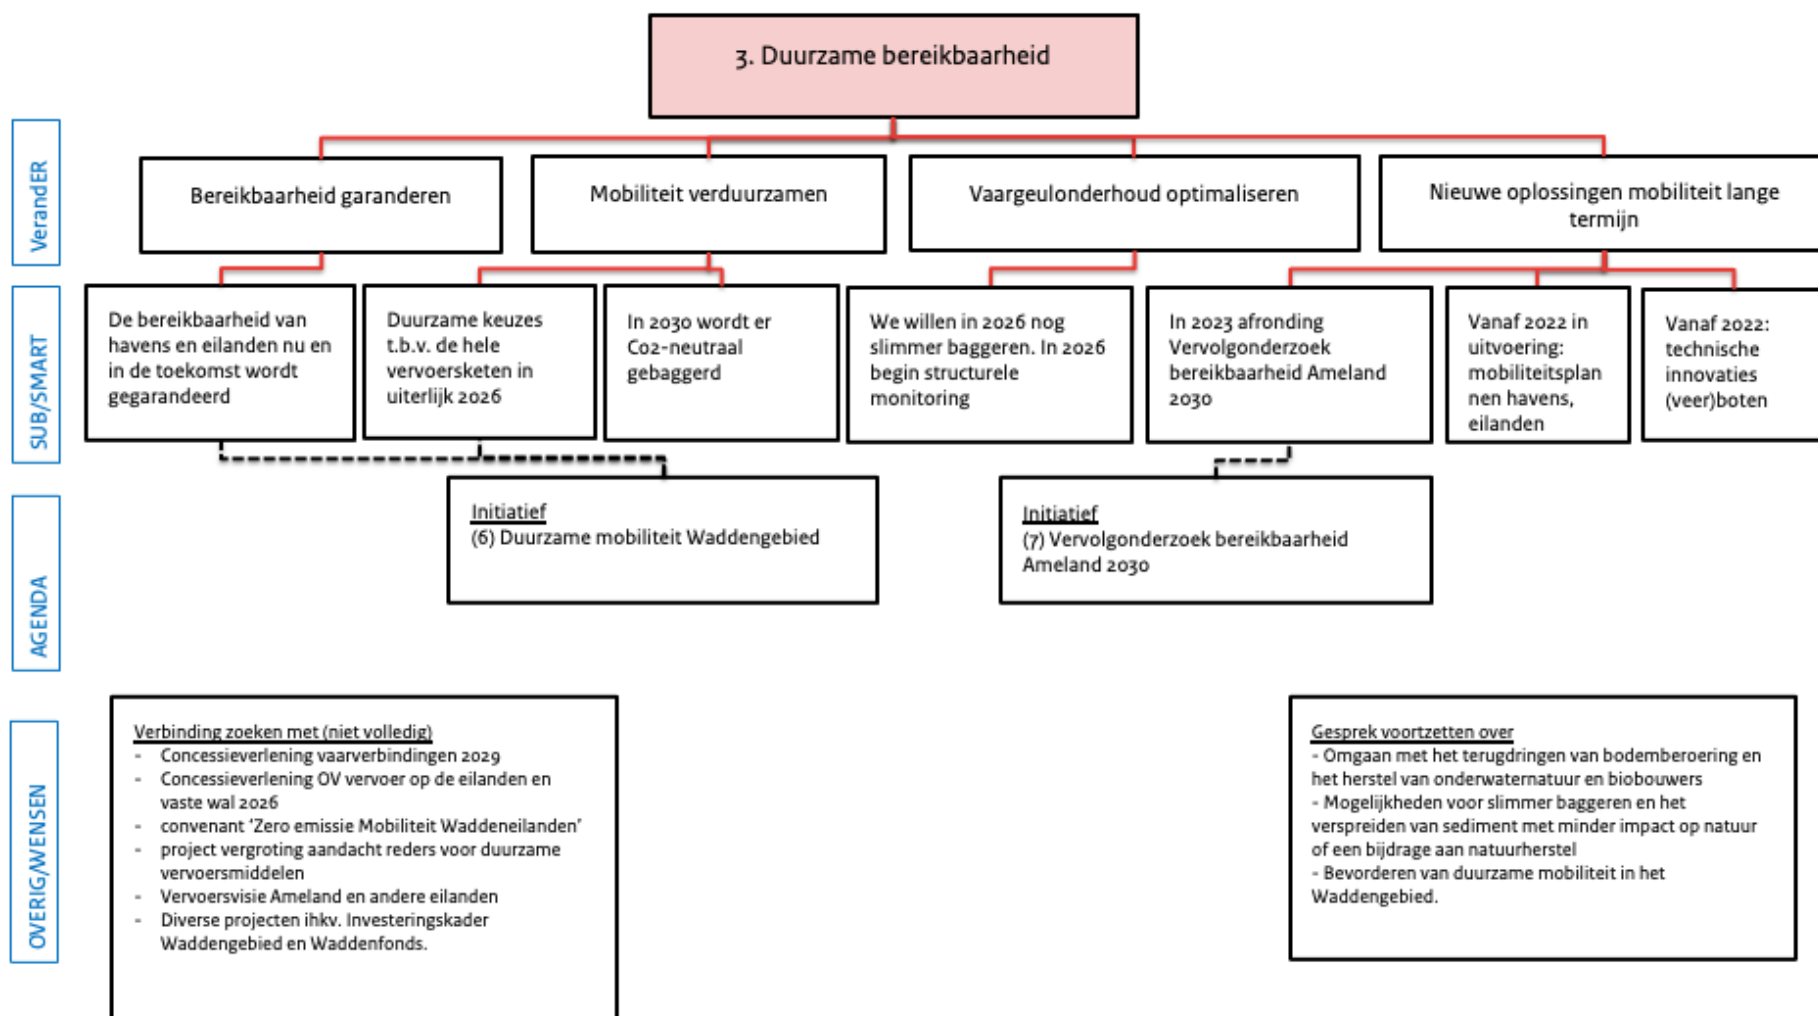 3. Duurzame bereikbaarheid
VerandER
Bereikbaarheid garanderen
Mobiliteit verduurzamen
Vaargeulonderhoud optimaliseren
Nieuwe oplossingen mobiliteit lange
termijn
SUB/SMART
De bereikbaarheid van
havens en eilanden nu en
in de toekomst wordt
gegarandeerd
Duurzame keuzes
t.b.v. de hele
vervoersketen in
uiterlijk 2026
In 2030 wordt er
Co2-neutraal
gebaggerd
We willen in 2026 nog
slimmer baggeren. In 2026
begin structurele
monitoring
In 2023 afronding
Vervolgonderzoek
bereikbaarheid Ameland
2030
Vanaf 2022 in
uitvoering:
mobiliteitsplan
nen havens,
eilanden
Vanaf 2022:
technische
innovaties
(veer)boten
AGENDA
Initiatief
(6) Duurzame mobiliteit Waddengebied
Initiatief
(7) Vervolgonderzoek bereikbaarheid
Ameland 2030
OVERIG/WENSEN
Verbinding zoeken met (niet volledig)
- Concessieverlening vaarverbindingen 2029
- Concessieverlening OV vervoer op de eilanden en
vaste wal 2026
- convenant ‘Zero emissie Mobiliteit Waddeneilanden’
- project vergroting aandacht reders voor duurzame
vervoersmiddelen
- Vervoersvisie Ameland en andere eilanden
- Diverse projecten ihkv. Investeringskader
Waddengebied en Waddenfonds.
Gesprek voortzetten over
- Omgaan met het terugdringen van bodemberoering en
het herstel van onderwaternatuur en biobouwers
- Mogelijkheden voor slimmer baggeren en het
verspreiden van sediment met minder impact op natuur
of een bijdrage aan natuurherstel
- Bevorderen van duurzame mobiliteit in het
Waddengebied.